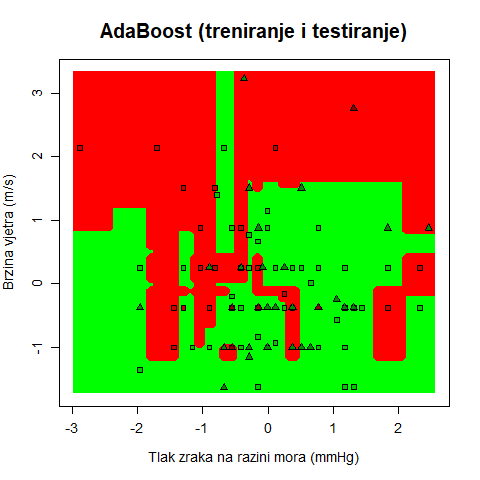 AdaBoost (treniranje i testiranje)
Brzina vjetra (m/s)
3
2
1
0
-1
-3 -2 -1 0 1 2
Tlak zraka na razini mora (mmHg)